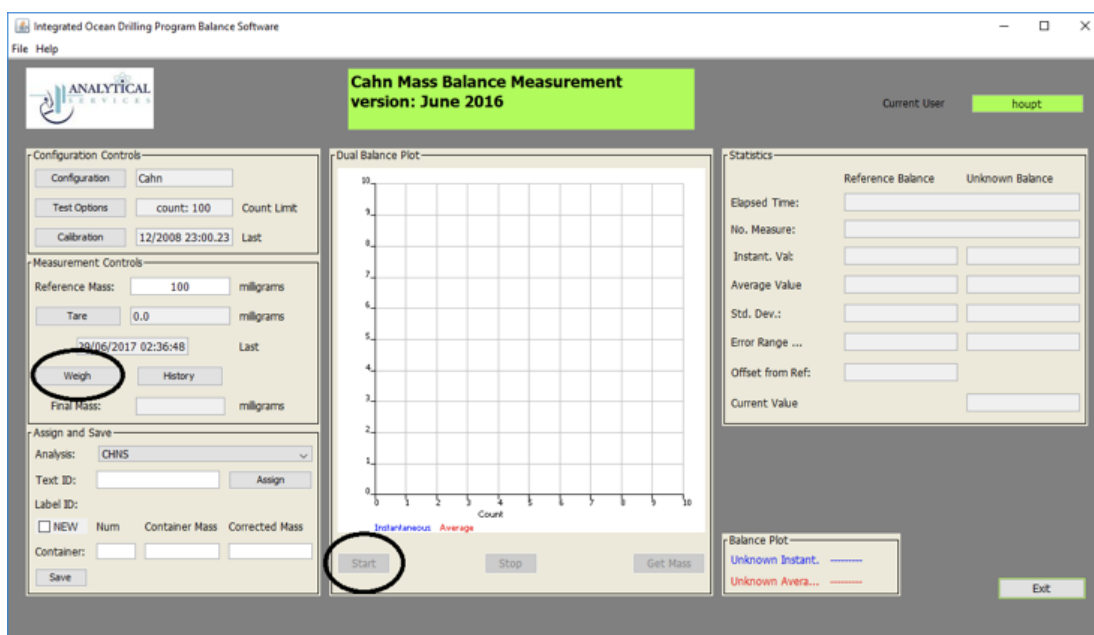 Integrated Ocean Drilling Program Balance Software
File Help
ANALYTICAL
SERVICES
Cahn Mass Balance Measurement
version: June 2016
Current User houpt
Configuration Controls
Configuration Cahn
Test Options count: 100 Count Limit
Calibration 12/2008 23:00.23 Last
Measurement Controls
Reference Mass: 100 milligrams
Tare 0.0 milligrams
29/06/2017 02:36:48 Last
Weigh History
Final Mass: milligrams
Assign and Save
Analysis: CHNS
Text ID: Assign
Label ID:
NEW Num Container Mass Corrected Mass
Container:
Save
Dual Balance Plot
10
9
8
7
6
5
4
3
2
1
0
0 1 2 3 4 5 6 7 8 9 10
Count
Instantaneous Average
Start Stop Get Mass
Statistics
Reference Balance Unknown Balance
Elapsed Time:
No. Measure:
Instant. Val:
Average Value
Std. Dev.:
Error Range ...
Offset from Ref:
Current Value
Balance Plot
Unknown Instant. ---------
Unknown Avera... ---------
Exit